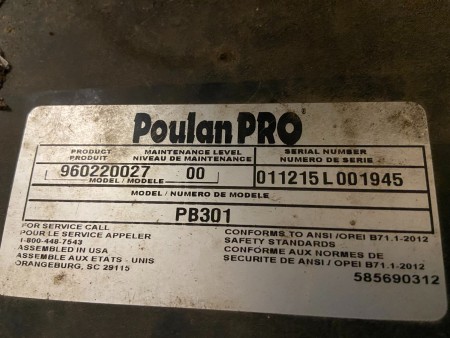 Poulan PRO
PRODUCT MAINTENANCE LEVEL SERIAL NUMBER
PRODUIT NIVEAU DE MAINTENANCE NUMERO DE SERIE
960220027 00 011215L001945
MODEL / MODELE
MODEL / NUMERO DE MODELE
PB301
FOR SERVICE CALL
POUR LE SERVICE APPELER
1-800-448-7543
ASSEMBLED IN USA
ASSEMBLE AUX ETATS - UNIS
ORANGEBURG, SC 29115
CONFORMS TO ANSI /OPEI B71.1-2012
SAFETY STANDARDS
CONFORME AUX NORMES DE
SECURITE DE ANSI / OPEI B71.1-2012
585690312